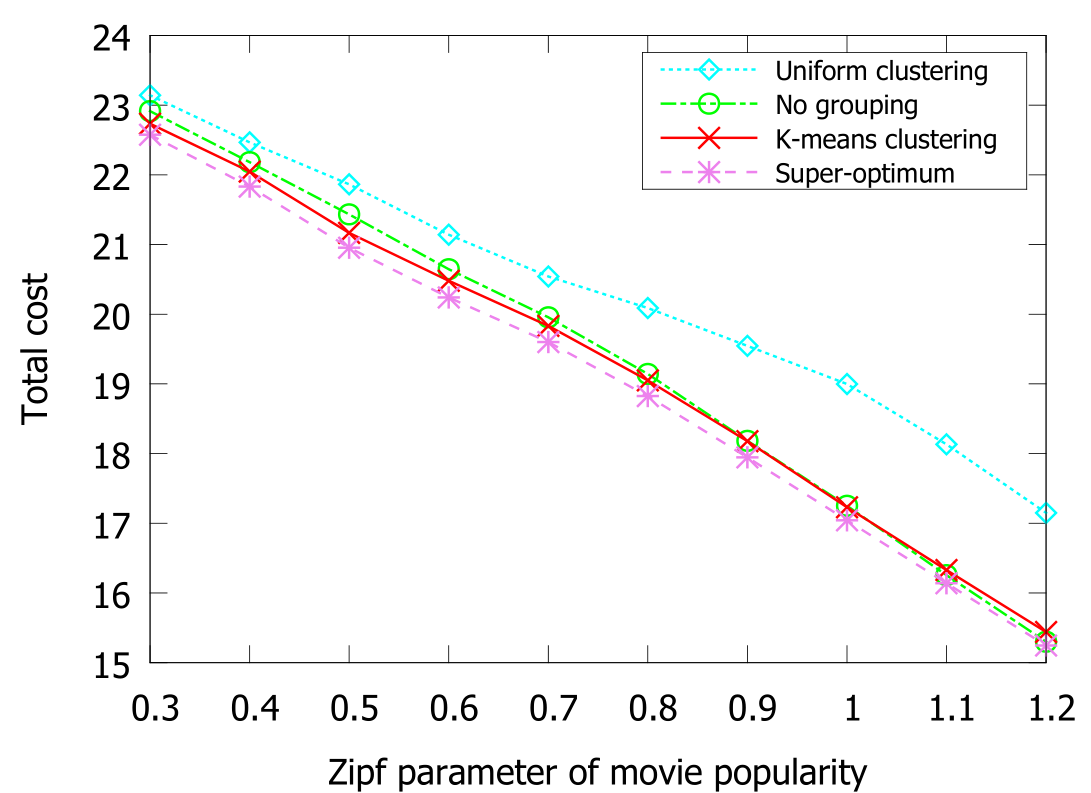 24
23
22
21
20
19
18
17
16
15
Total cost
Uniform clustering
No grouping
K-means clustering
Super-optimum
0.3 0.4 0.5 0.6 0.7 0.8 0.9 1 1.1 1.2
Zipf parameter of movie popularity